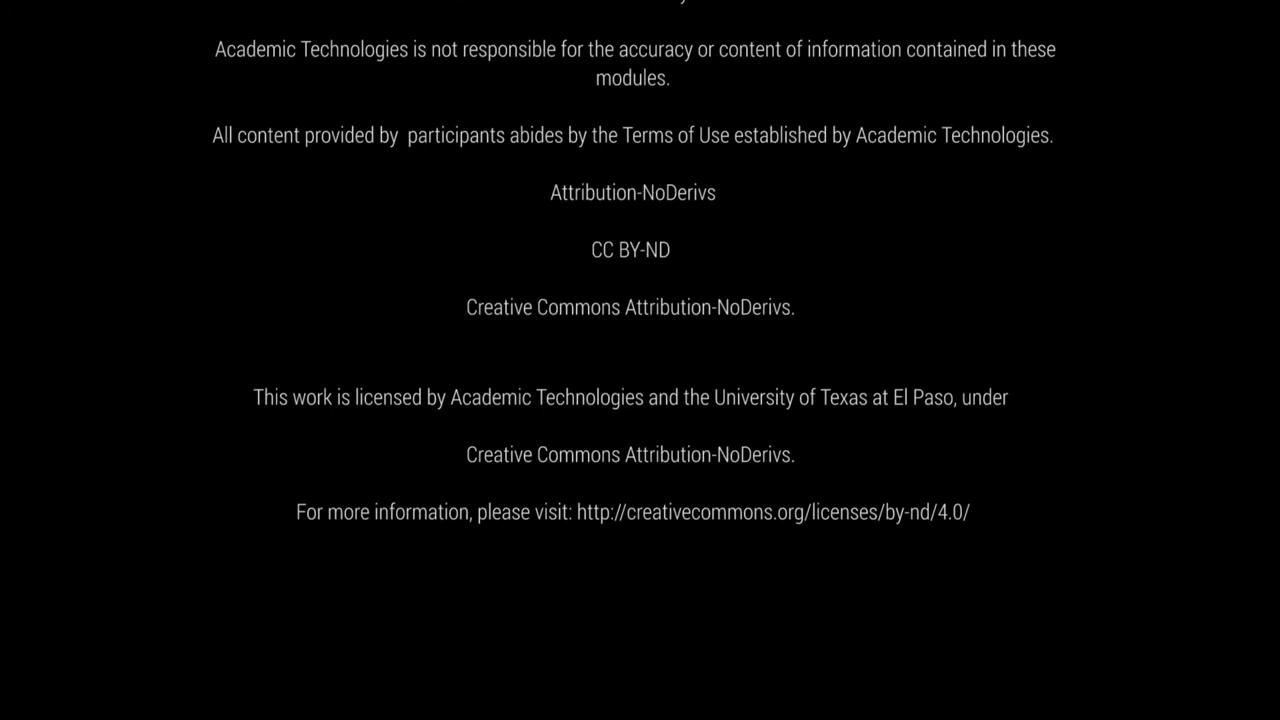 Academic Technologies is not responsible for the accuracy or content of information contained in these
modules.
All content provided by  participants abides by the Terms of Use established by Academic Technologies.
Attribution-NoDerivs
CC BY-ND
Creative Commons Attribution-NoDerivs.
This work is licensed by Academic Technologies and the University of Texas at El Paso, under
Creative Commons Attribution-NoDerivs.
For more information, please visit: http://creativecommons.org/licenses/by-nd/4.0/